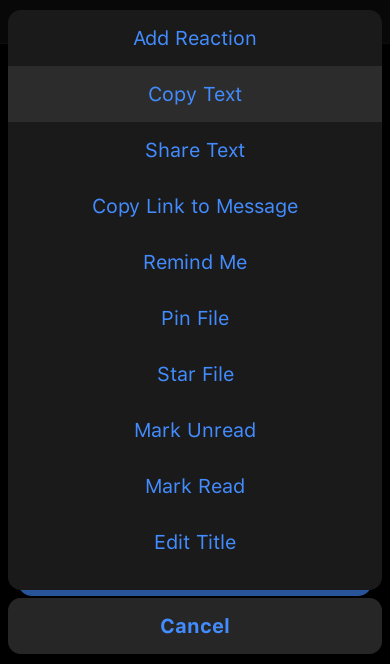 Add Reaction
Copy Text
Share Text
Copy Link to Message
Remind Me
Pin File
Star File
Mark Unread
Mark Read
Edit Title
Cancel